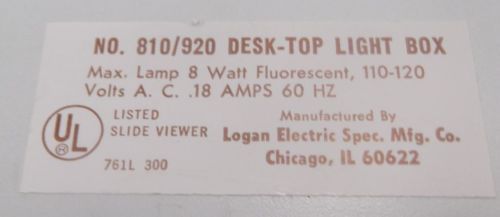 NO. 810/920 DESK-TOP LIGHT BOX
Max. Lamp 8 Watt Fluorescent, 110-120
Volts A. C. .18 AMPS 60 HZ
UL
R
LISTED
SLIDE VIEWER
761L 300
Manufactured By
Logan Electric Spec. Mfg. Co.
Chicago, IL 60622